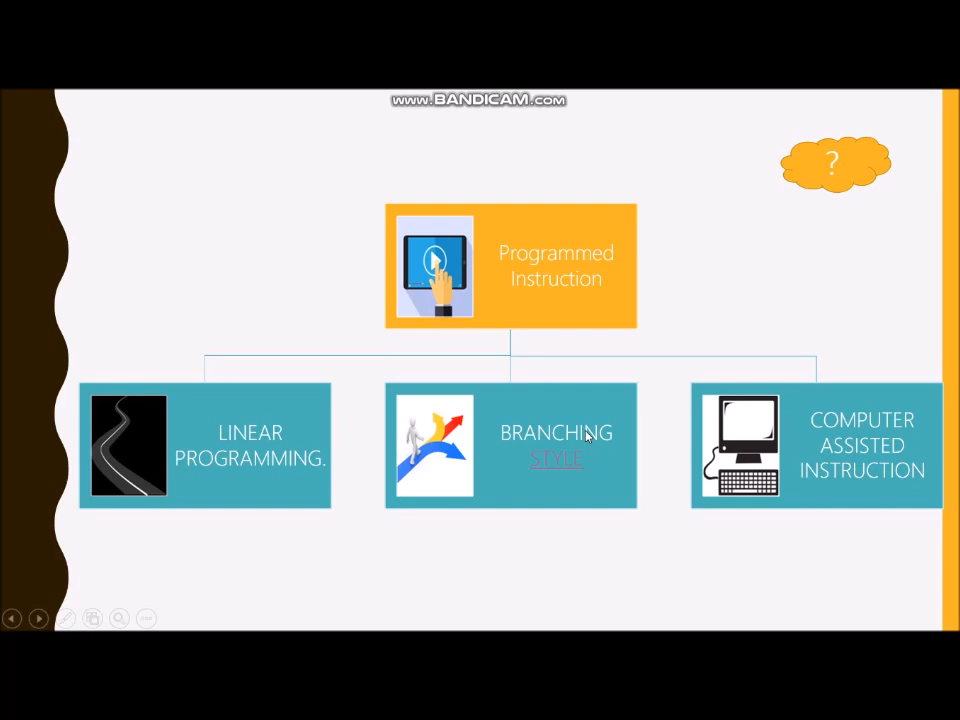 www.BANDICAM.com
?
Programmed
Instruction
LINEAR
PROGRAMMING.
BRANCHING
STYLE
COMPUTER
ASSISTED
INSTRUCTION